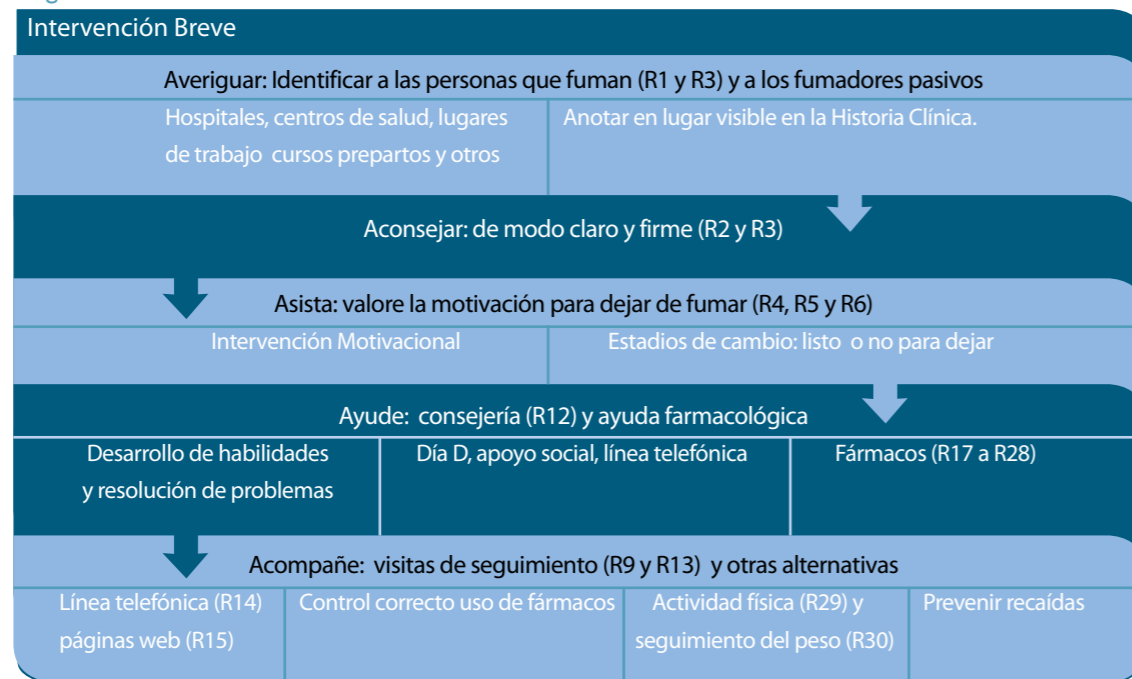 Intervención Breve
Averiguar: Identificar a las personas que fuman (R1 y R3) y a los fumadores pasivos
Hospitales, centros de salud, lugares
de trabajo cursos prepartos y otros
Anotar en lugar visible en la Historia Clínica.
Aconsejar: de modo claro y firme (R2 y R3)
Asista: valore la motivación para dejar de fumar (R4, R5 y R6)
Intervención Motivacional
Estadios de cambio: listo o no para dejar
Ayude: consejería (R12) y ayuda farmacológica
Desarrollo de habilidades
y resolución de problemas
Día D, apoyo social, línea telefónica
Fármacos (R17 a R28)
Acompañe: visitas de seguimiento (R9 y R13) y otras alternativas
Línea telefónica (R14)
páginas web (R15)
Control correcto uso de fármacos
Actividad física (R29) y
seguimiento del peso (R30)
Prevenir recaídas